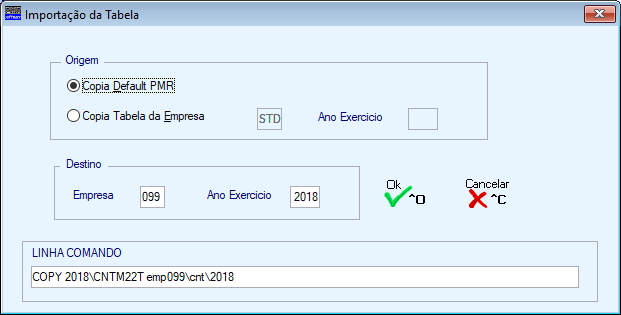 Importação da Tabela
Origem
Copia Default PMR
Copia Tabela da Empresa STD Ano Exercicio
Destino
Empresa 099 Ano Exercicio 2018
Ok ^O
Cancelar ^C
LINHA COMANDO
COPY 2018\CNTM22T emp099\cnt\2018